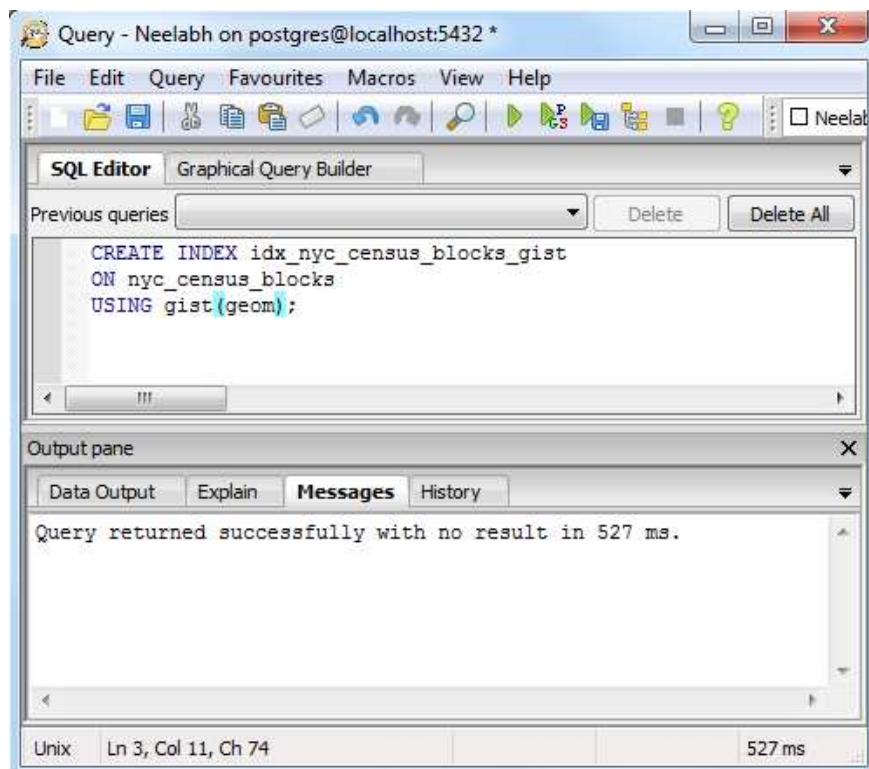 Query - Neelabh on postgres@localhost:5432 *
File Edit Query Favourites Macros View Help
SQL Editor Graphical Query Builder
Previous queries Delete Delete All
CREATE INDEX idx_nyc_census_blocks_gist
ON nyc_census_blocks
USING gist(geom);
Output pane
Data Output Explain Messages History
Query returned successfully with no result in 527 ms.
Unix Ln 3, Col 11, Ch 74 527 ms